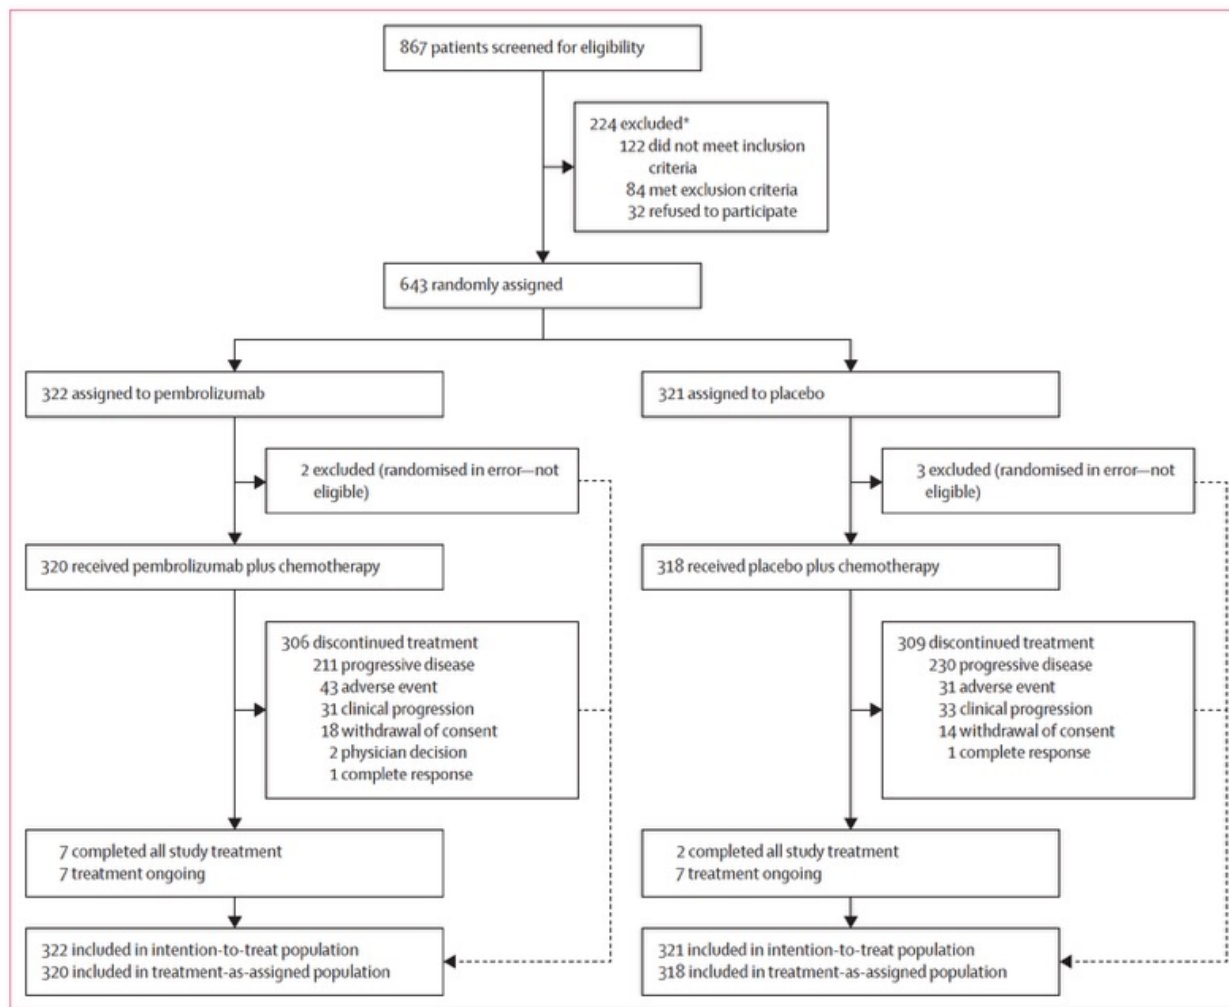 867 patients screened for eligibility
224 excluded*
122 did not meet inclusion
criteria
84 met exclusion criteria
32 refused to participate
643 randomly assigned
322 assigned to pembrolizumab
321 assigned to placebo
2 excluded (randomised in error—not
eligible)
3 excluded (randomised in error—not
eligible)
320 received pembrolizumab plus chemotherapy
318 received placebo plus chemotherapy
306 discontinued treatment
211 progressive disease
43 adverse event
31 clinical progression
18 withdrawal of consent
2 physician decision
1 complete response
309 discontinued treatment
230 progressive disease
31 adverse event
33 clinical progression
14 withdrawal of consent
1 complete response
7 completed all study treatment
7 treatment ongoing
2 completed all study treatment
7 treatment ongoing
322 included in intention-to-treat population
320 included in treatment-as-assigned population
321 included in intention-to-treat population
318 included in treatment-as-assigned population